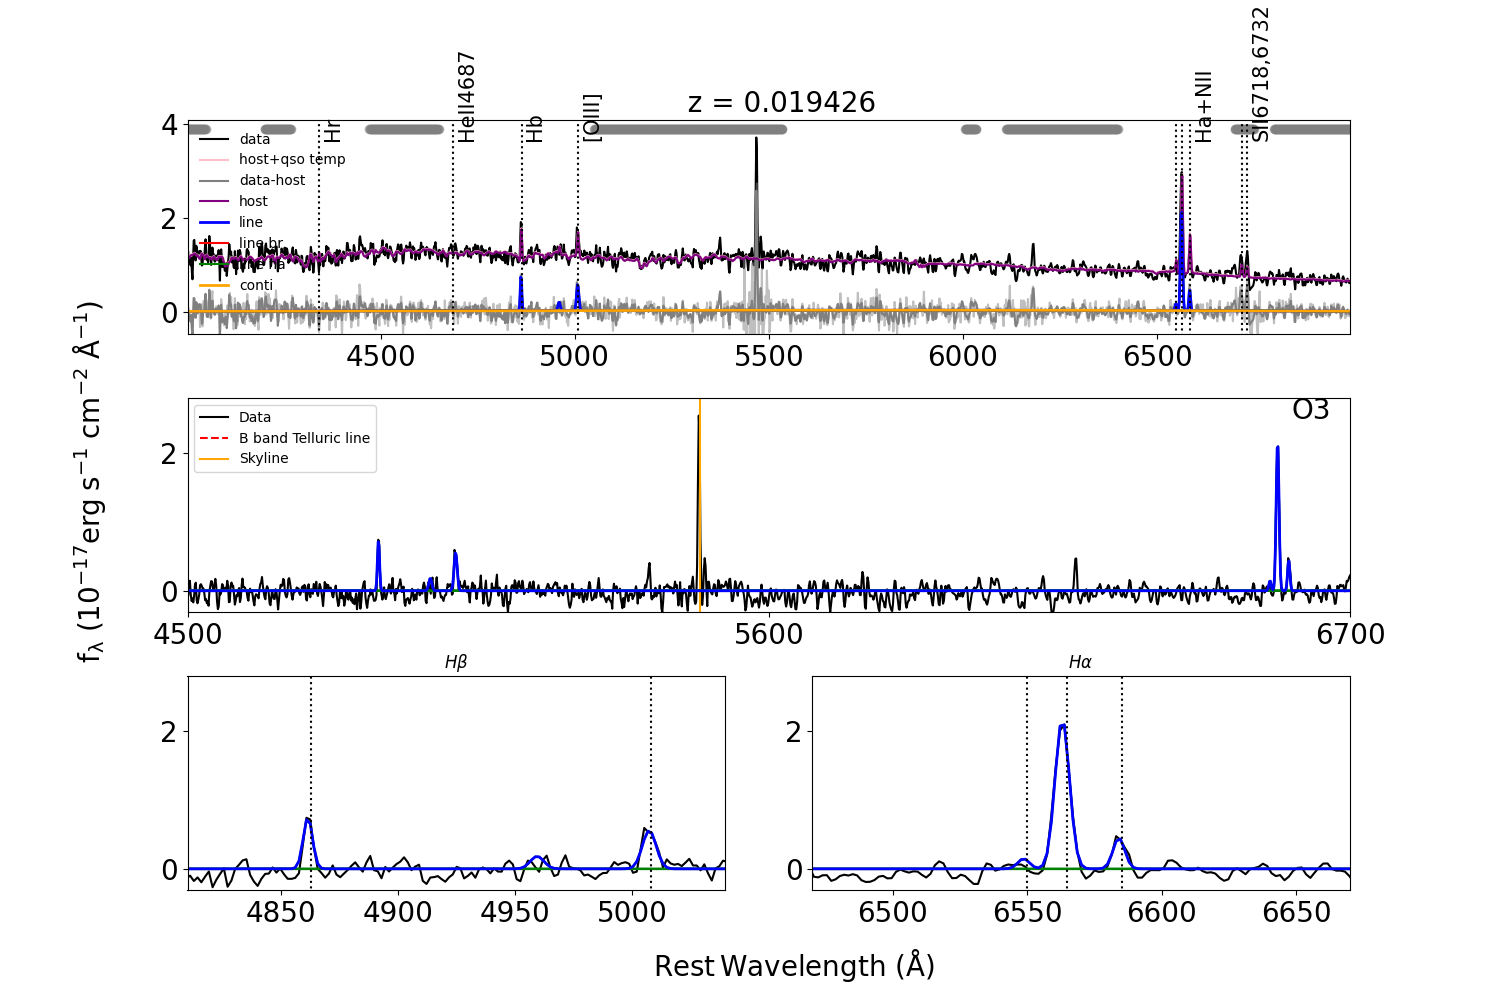 z = 0.019426
Hr
HeII4687
Hb
[OIII]
Ha+NII
SII6718,6732
4
2
0
data
host+qso temp
data-host
host
line
line br
conti
4500 5000 5500 6000 6500
f_λ (10^−17 erg s^−1 cm^−2 Å^−1)
O3
Data
B band Telluric line
Skyline
2
0
4500 5600 6700
Hβ
2
0
4850 4900 4950 5000
Hα
2
0
6500 6550 6600 6650
Rest Wavelength (Å)